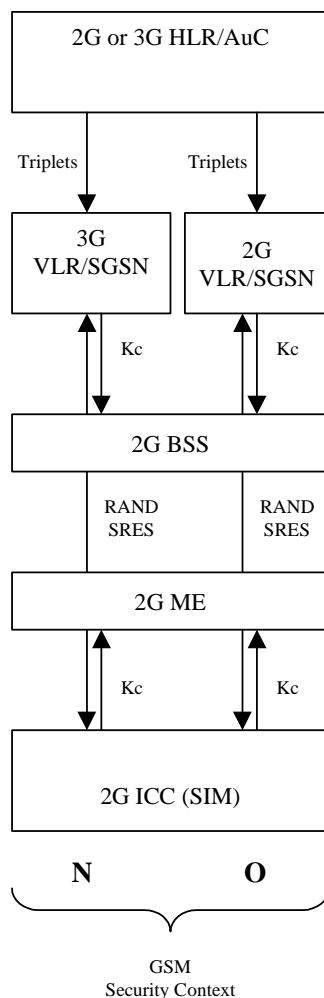 2G or 3G HLR/AuC
Triplets Triplets
3G
VLR/SGSN
2G
VLR/SGSN
Kc Kc
2G BSS
RAND
SRES
RAND
SRES
2G ME
Kc Kc
2G ICC (SIM)
N O
GSM
Security Context